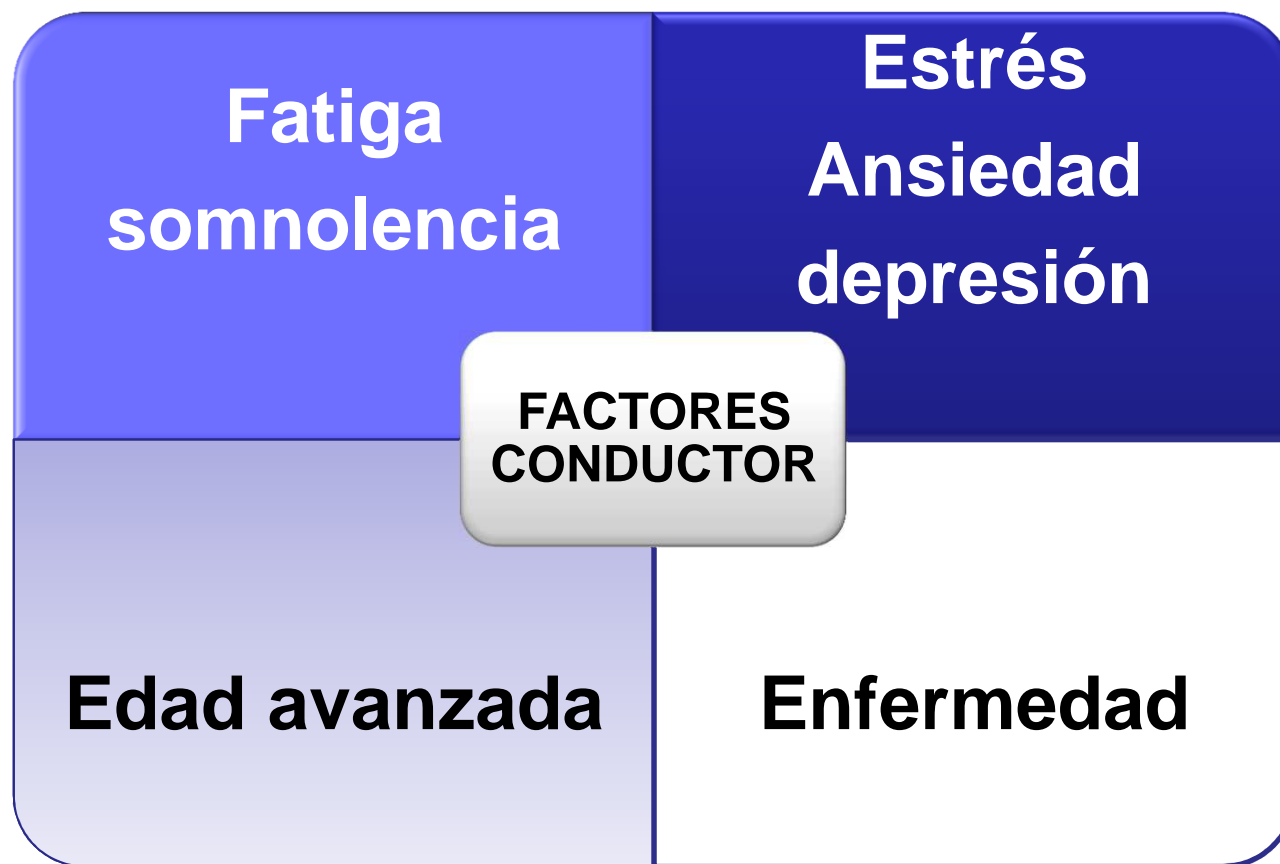 Fatiga
somnolencia
Estrés
Ansiedad
depresión
FACTORES
CONDUCTOR
Edad avanzada
Enfermedad